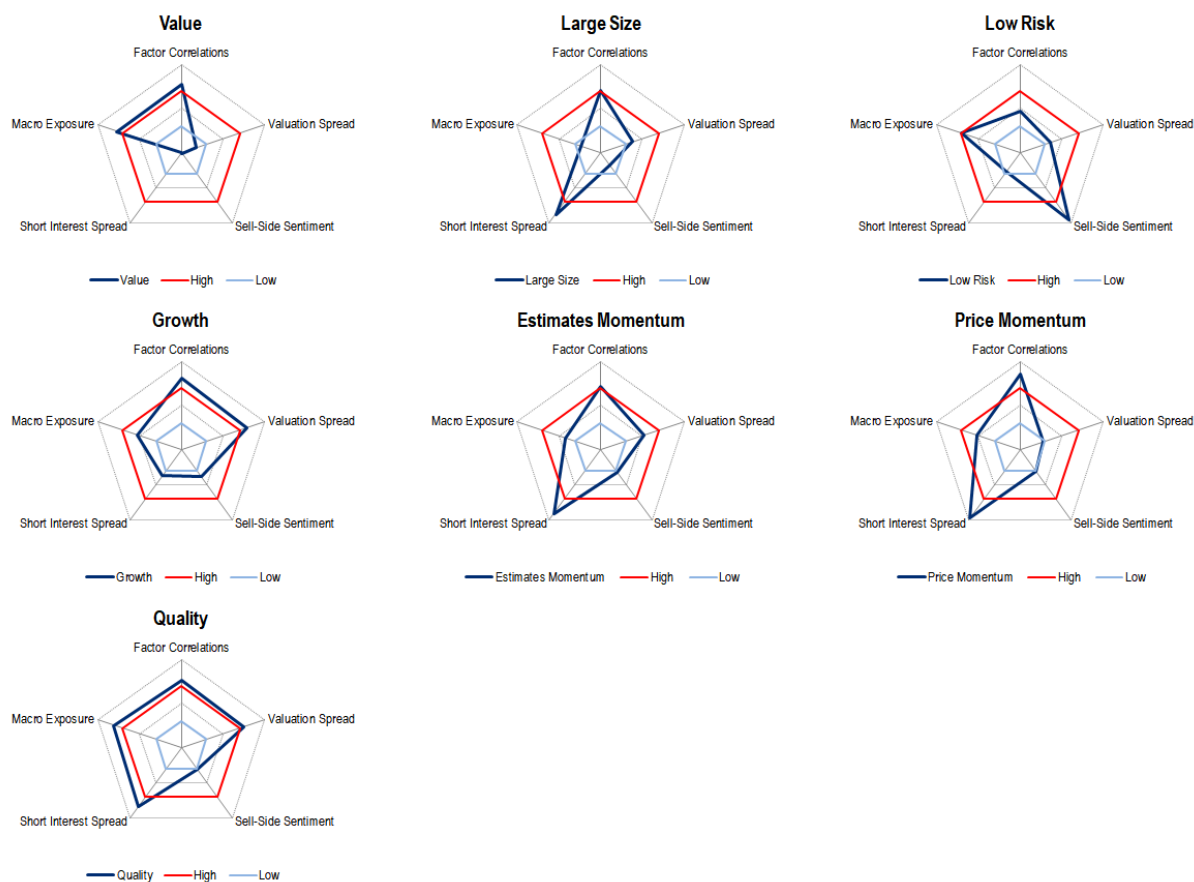 Value
Factor Correlations
Macro Exposure
Valuation Spread
Short Interest Spread
Sell-Side Sentiment
Value High Low
Large Size
Factor Correlations
Macro Exposure
Valuation Spread
Short Interest Spread
Sell-Side Sentiment
Large Size High Low
Low Risk
Factor Correlations
Macro Exposure
Valuation Spread
Short Interest Spread
Sell-Side Sentiment
Low Risk High Low
Growth
Factor Correlations
Macro Exposure
Valuation Spread
Short Interest Spread
Sell-Side Sentiment
Growth High Low
Estimates Momentum
Factor Correlations
Macro Exposure
Valuation Spread
Short Interest Spread
Sell-Side Sentiment
Estimates Momentum High Low
Price Momentum
Factor Correlations
Macro Exposure
Valuation Spread
Short Interest Spread
Sell-Side Sentiment
Price Momentum High Low
Quality
Factor Correlations
Macro Exposure
Valuation Spread
Short Interest Spread
Sell-Side Sentiment
Quality High Low